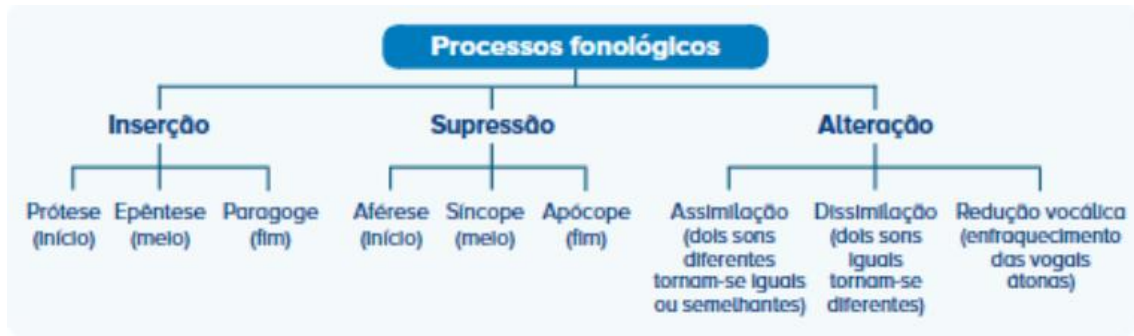 Processos fonológicos
Inserção
Supressão
Alteração
Prótese
(início)
Epêntese
(meio)
Paragoge
(fim)
Aférese
(início)
Síncope
(meio)
Apócope
(fim)
Assimilação
(dois sons
diferentes
tornam-se iguais
ou semelhantes)
Dissimilação
(dois sons
iguais
tornam-se
diferentes)
Redução vocálica
(enfraquecimento
das vogais
átonas)